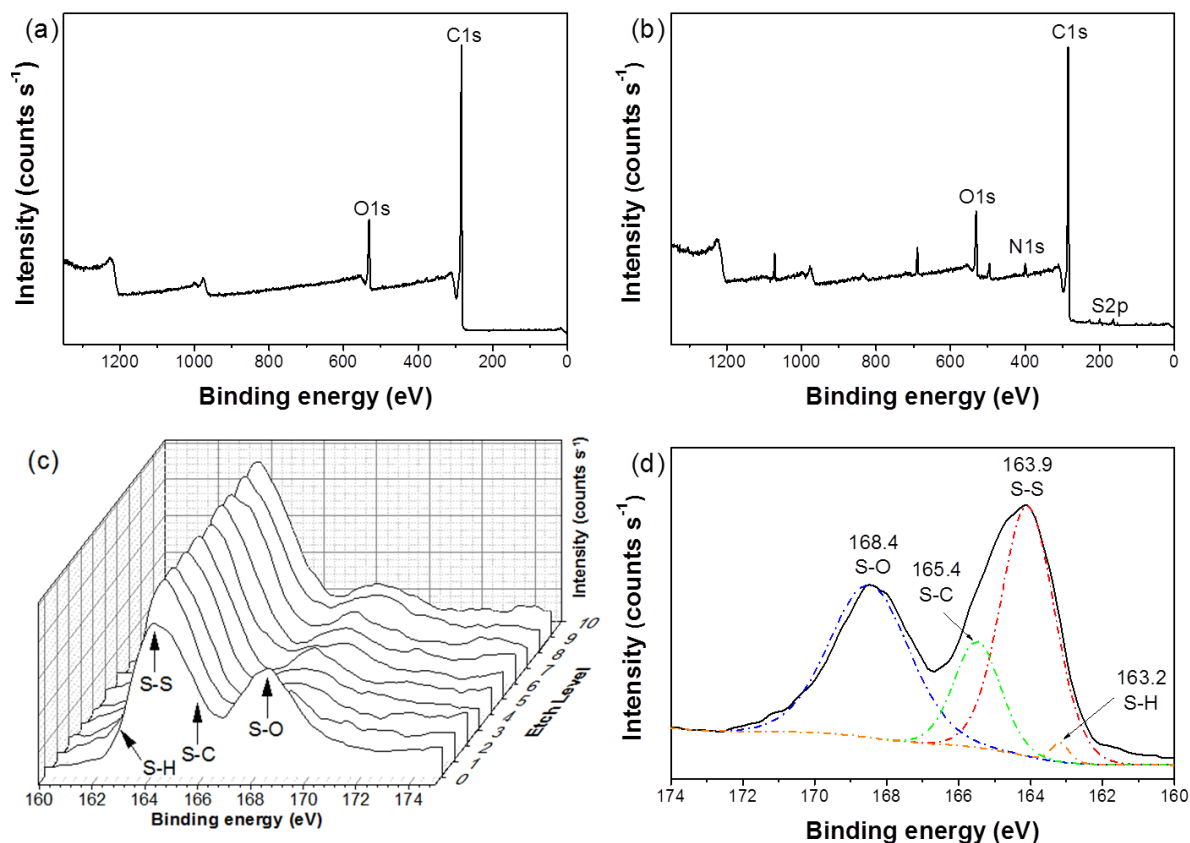 (a)
C1s
O1s
Intensity (counts s⁻¹)
1200 1000 800 600 400 200 0
Binding energy (eV)
(b)
C1s
O1s
N1s
S2p
Intensity (counts s⁻¹)
1200 1000 800 600 400 200 0
Binding energy (eV)
(c)
Intensity (counts s⁻¹)
S-S
S-C
S-O
S-H
160 162 164 166 168 170 172 174
Binding energy (eV)
0 1 2 3 4 5 6 7 8 9 10
Etch Level
(d)
163.9
S-S
168.4
S-O
165.4
S-C
163.2
S-H
Intensity (counts s⁻¹)
174 172 170 168 166 164 162 160
Binding energy (eV)